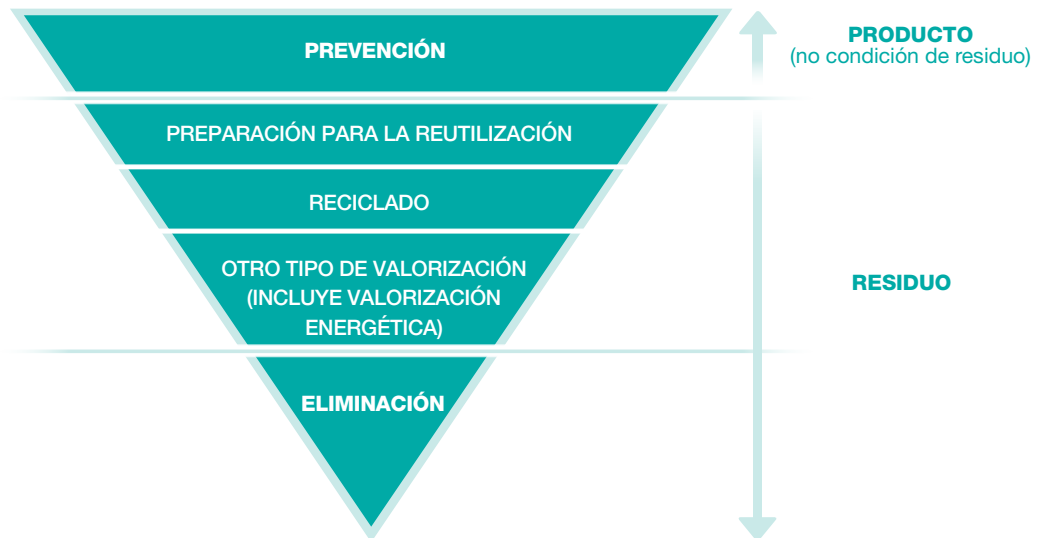 PREVENCIÓN
PRODUCTO
(no condición de residuo)
PREPARACIÓN PARA LA REUTILIZACIÓN
RECICLADO
OTRO TIPO DE VALORIZACIÓN
(INCLUYE VALORIZACIÓN
ENERGÉTICA)
RESIDUO
ELIMINACIÓN